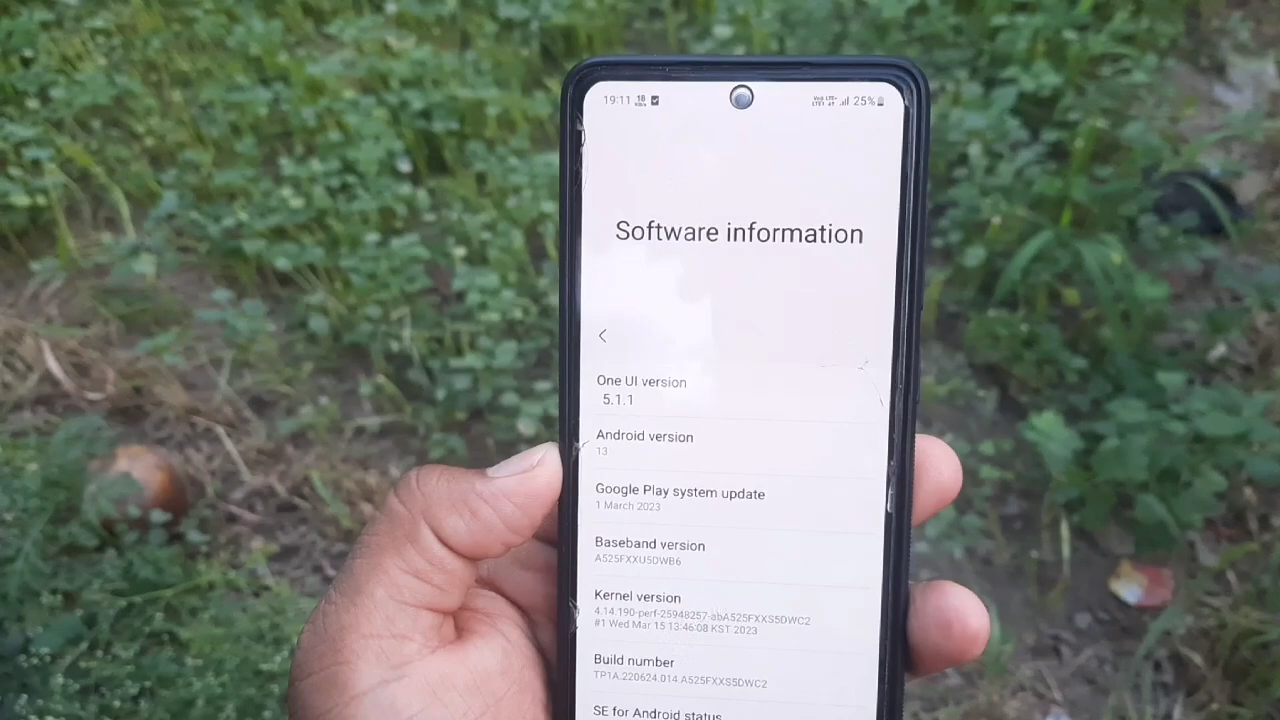 19:11 18 KB/s 25%
Software information
One UI version
5.1.1
Android version
13
Google Play system update
1 March 2023
Baseband version
A525FXXU5DWB6
Kernel version
4.14.190-perf-25948257-abA525FXXS5DWC2
#1 Wed Mar 15 13:46:08 KST 2023
Build number
TP1A.220624.014.A525FXXS5DWC2
SE for Android status